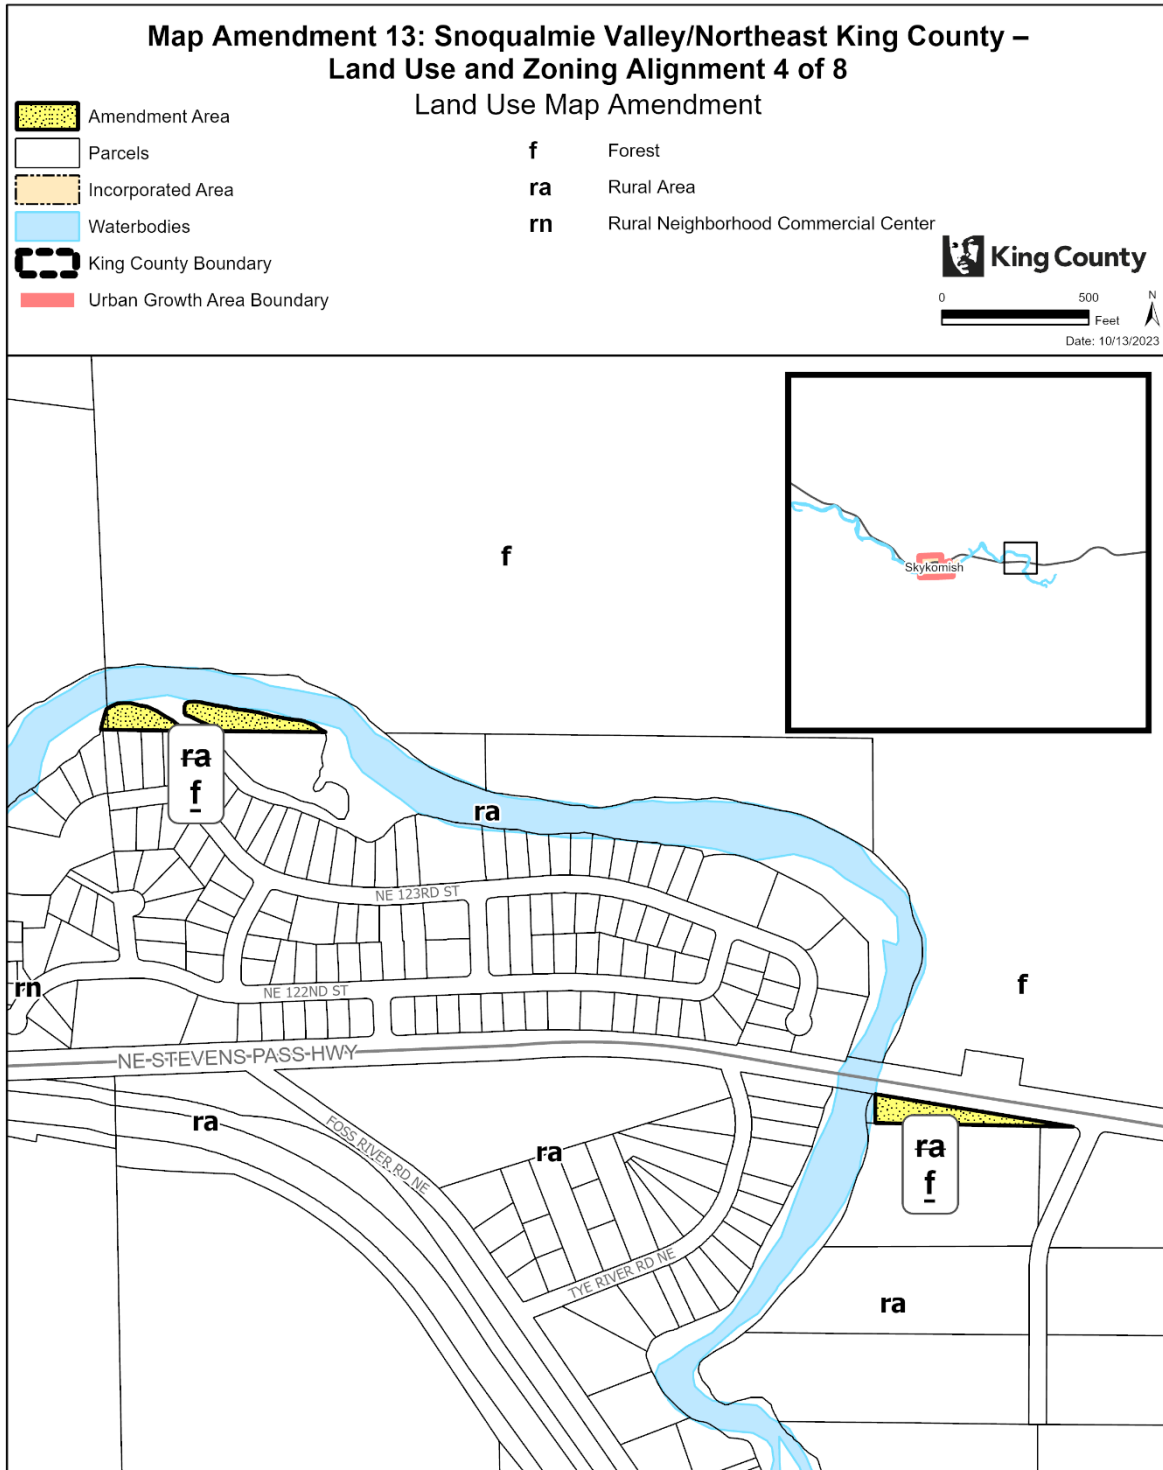 Map Amendment 13: Snoqualmie Valley/Northeast King County –
Land Use and Zoning Alignment 4 of 8
Land Use Map Amendment
Amendment Area
Parcels
Incorporated Area
Waterbodies
King County Boundary
Urban Growth Area Boundary
f Forest
ra Rural Area
rn Rural Neighborhood Commercial Center
King County
0 500
Feet
N
Date: 10/13/2023
Skykomish
f
ra
f
ra
NE 123RD ST
rn
NE 122ND ST
f
NE STEVENS PASS HWY
ra
FOSS RIVER RD NE
ra
ra
f
TYE RIVER RD NE
ra